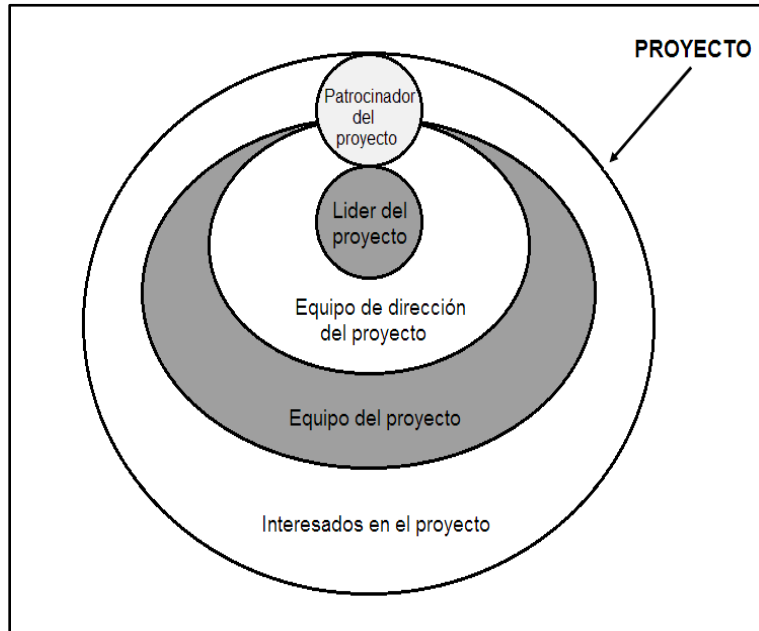 PROYECTO
Patrocinador
del
proyecto
Lider del
proyecto
Equipo de dirección
del proyecto
Equipo del proyecto
Interesados en el proyecto